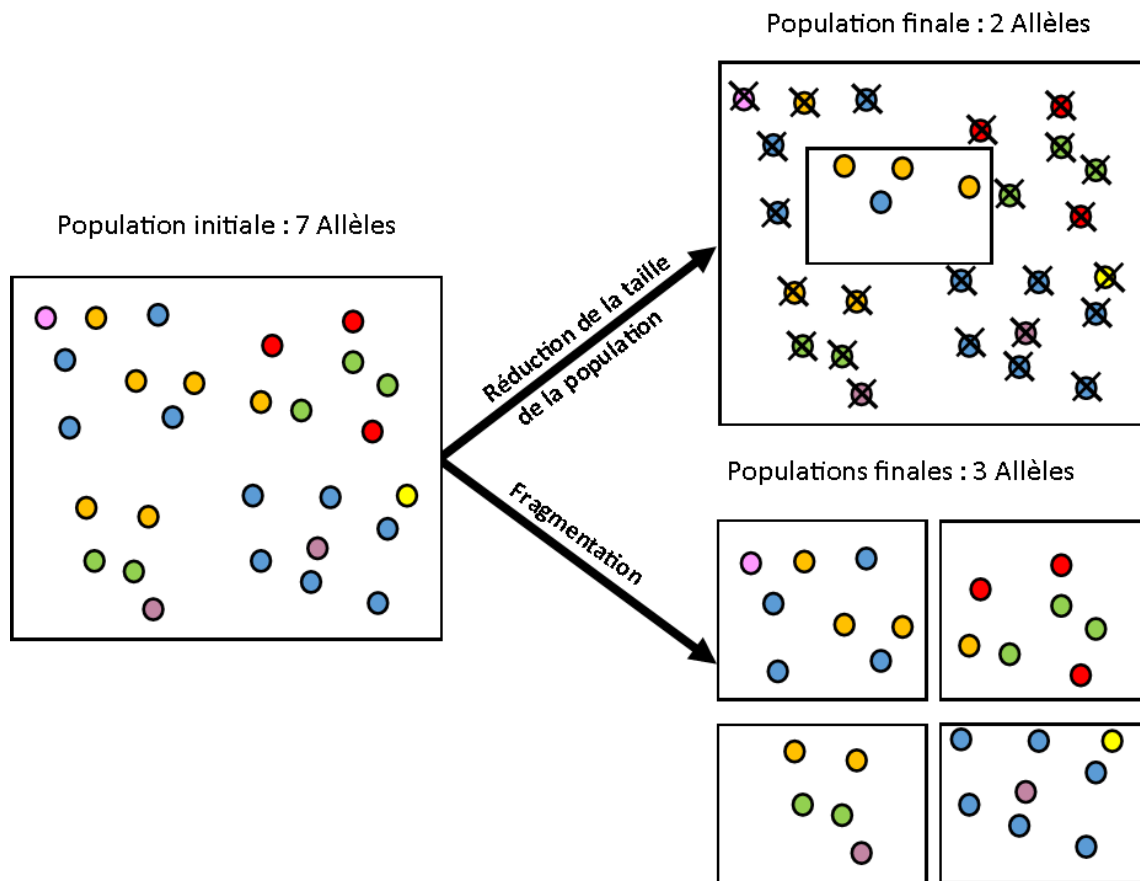 Population finale : 2 Allèles
Population initiale : 7 Allèles
Réduction de la taille
de la population
Populations finales : 3 Allèles
Fragmentation